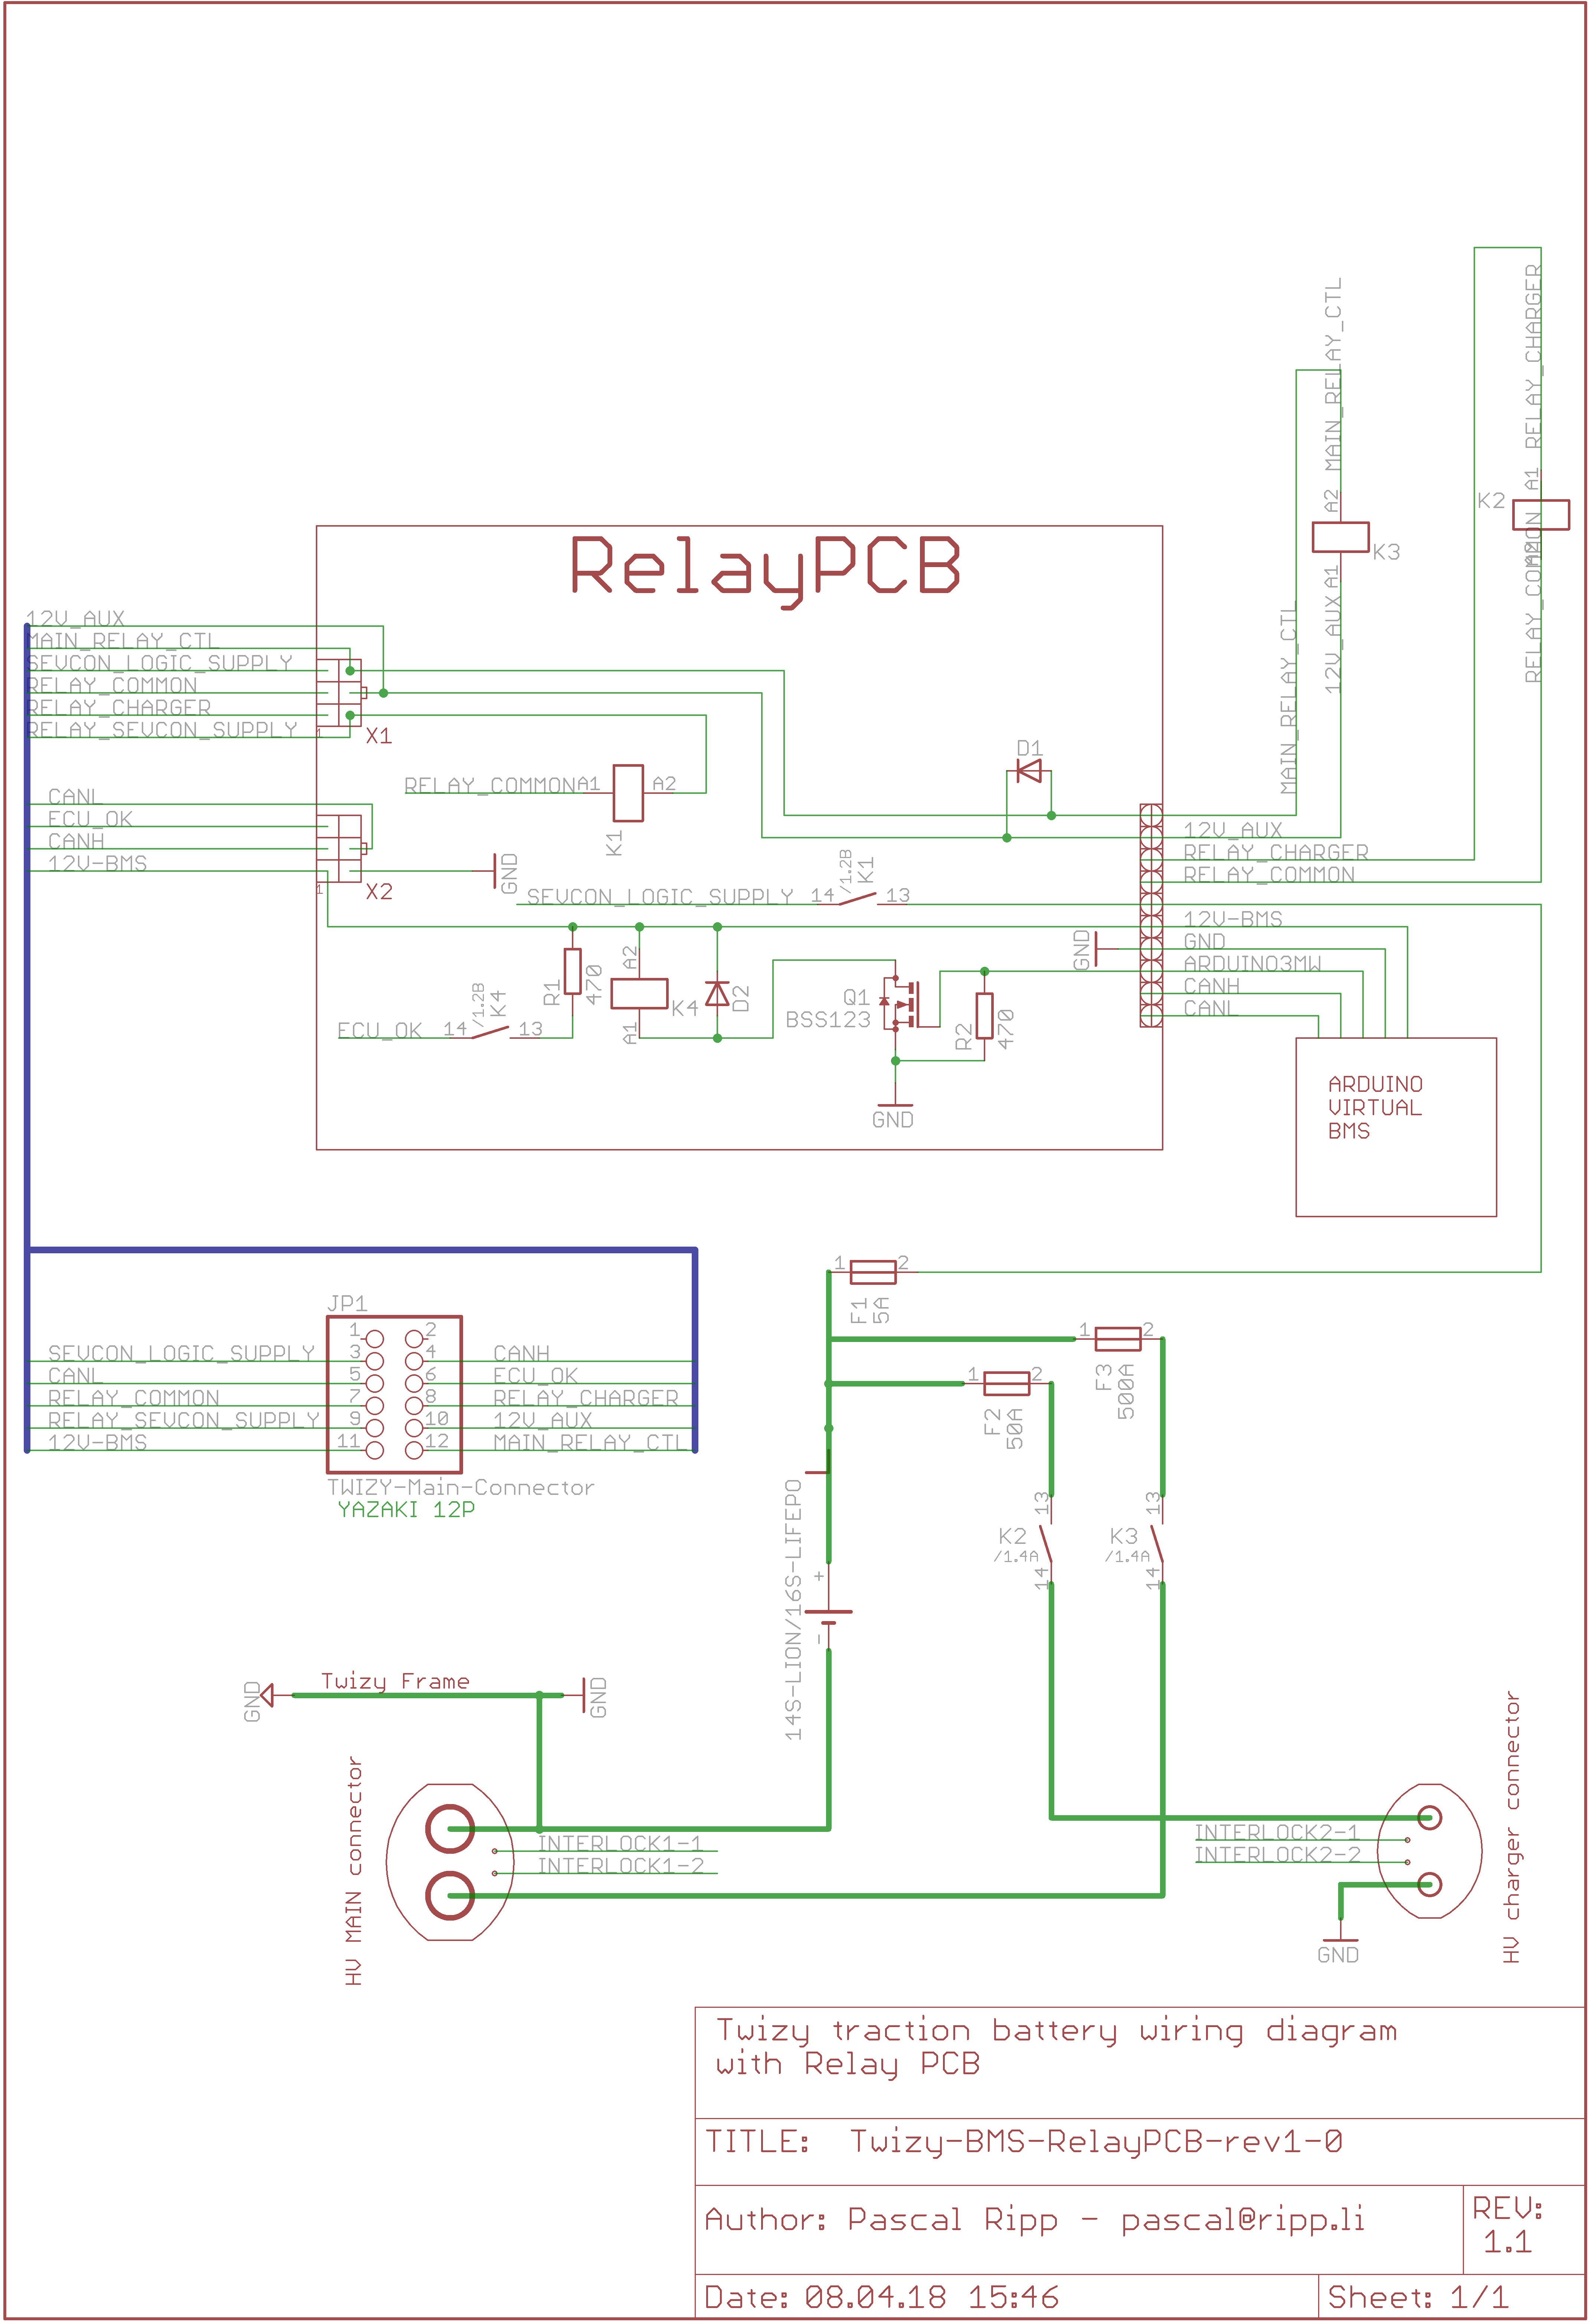 RelayPCB
MAIN_RELAY_CTL
A2
K3
A1
12V_AUX
MAIN_RELAY_CTL
RELAY_CHARGER
A1
K2
A2
RELAY_COMMON
12V_AUX
MAIN_RELAY_CTL
SEVCON_LOGIC_SUPPLY
RELAY_COMMON
RELAY_CHARGER
RELAY_SEVCON_SUPPLY
1
X1
CANL
ECU_OK
CANH
12V-BMS
1
X2
RELAY_COMMON
A1
A2
K1
GND
D1
SEVCON_LOGIC_SUPPLY
14
/1.2B
K1
13
12V_AUX
RELAY_CHARGER
RELAY_COMMON
12V-BMS
GND
ARDUINO3MW
CANH
CANL
GND
ECU_OK
14
/1.2B
K4
13
R1
470
A2
K4
A1
D2
Q1
BSS123
R2
470
GND
ARDUINO
VIRTUAL
BMS
JP1
1 2
SEVCON_LOGIC_SUPPLY 3 4 CANH
CANL 5 6 ECU_OK
RELAY_COMMON 7 8 RELAY_CHARGER
RELAY_SEVCON_SUPPLY 9 10 12V_AUX
12V-BMS 11 12 MAIN_RELAY_CTL
TWIZY-Main-Connector
YAZAKI 12P
1 2
F1
5A
1 2
F3
500A
1 2
F2
50A
13
K2
/1.4A
14
13
K3
/1.4A
14
14S-LION/16S-LIFEPO
+
-
GND
Twizy Frame
GND
HV MAIN connector
INTERLOCK1-1
INTERLOCK1-2
INTERLOCK2-1
INTERLOCK2-2
GND
HV charger connector
Twizy traction battery wiring diagram
with Relay PCB
TITLE: Twizy-BMS-RelayPCB-rev1-0
Author: Pascal Ripp - pascal@ripp.li
REV:
1.1
Date: 08.04.18 15:46
Sheet: 1/1